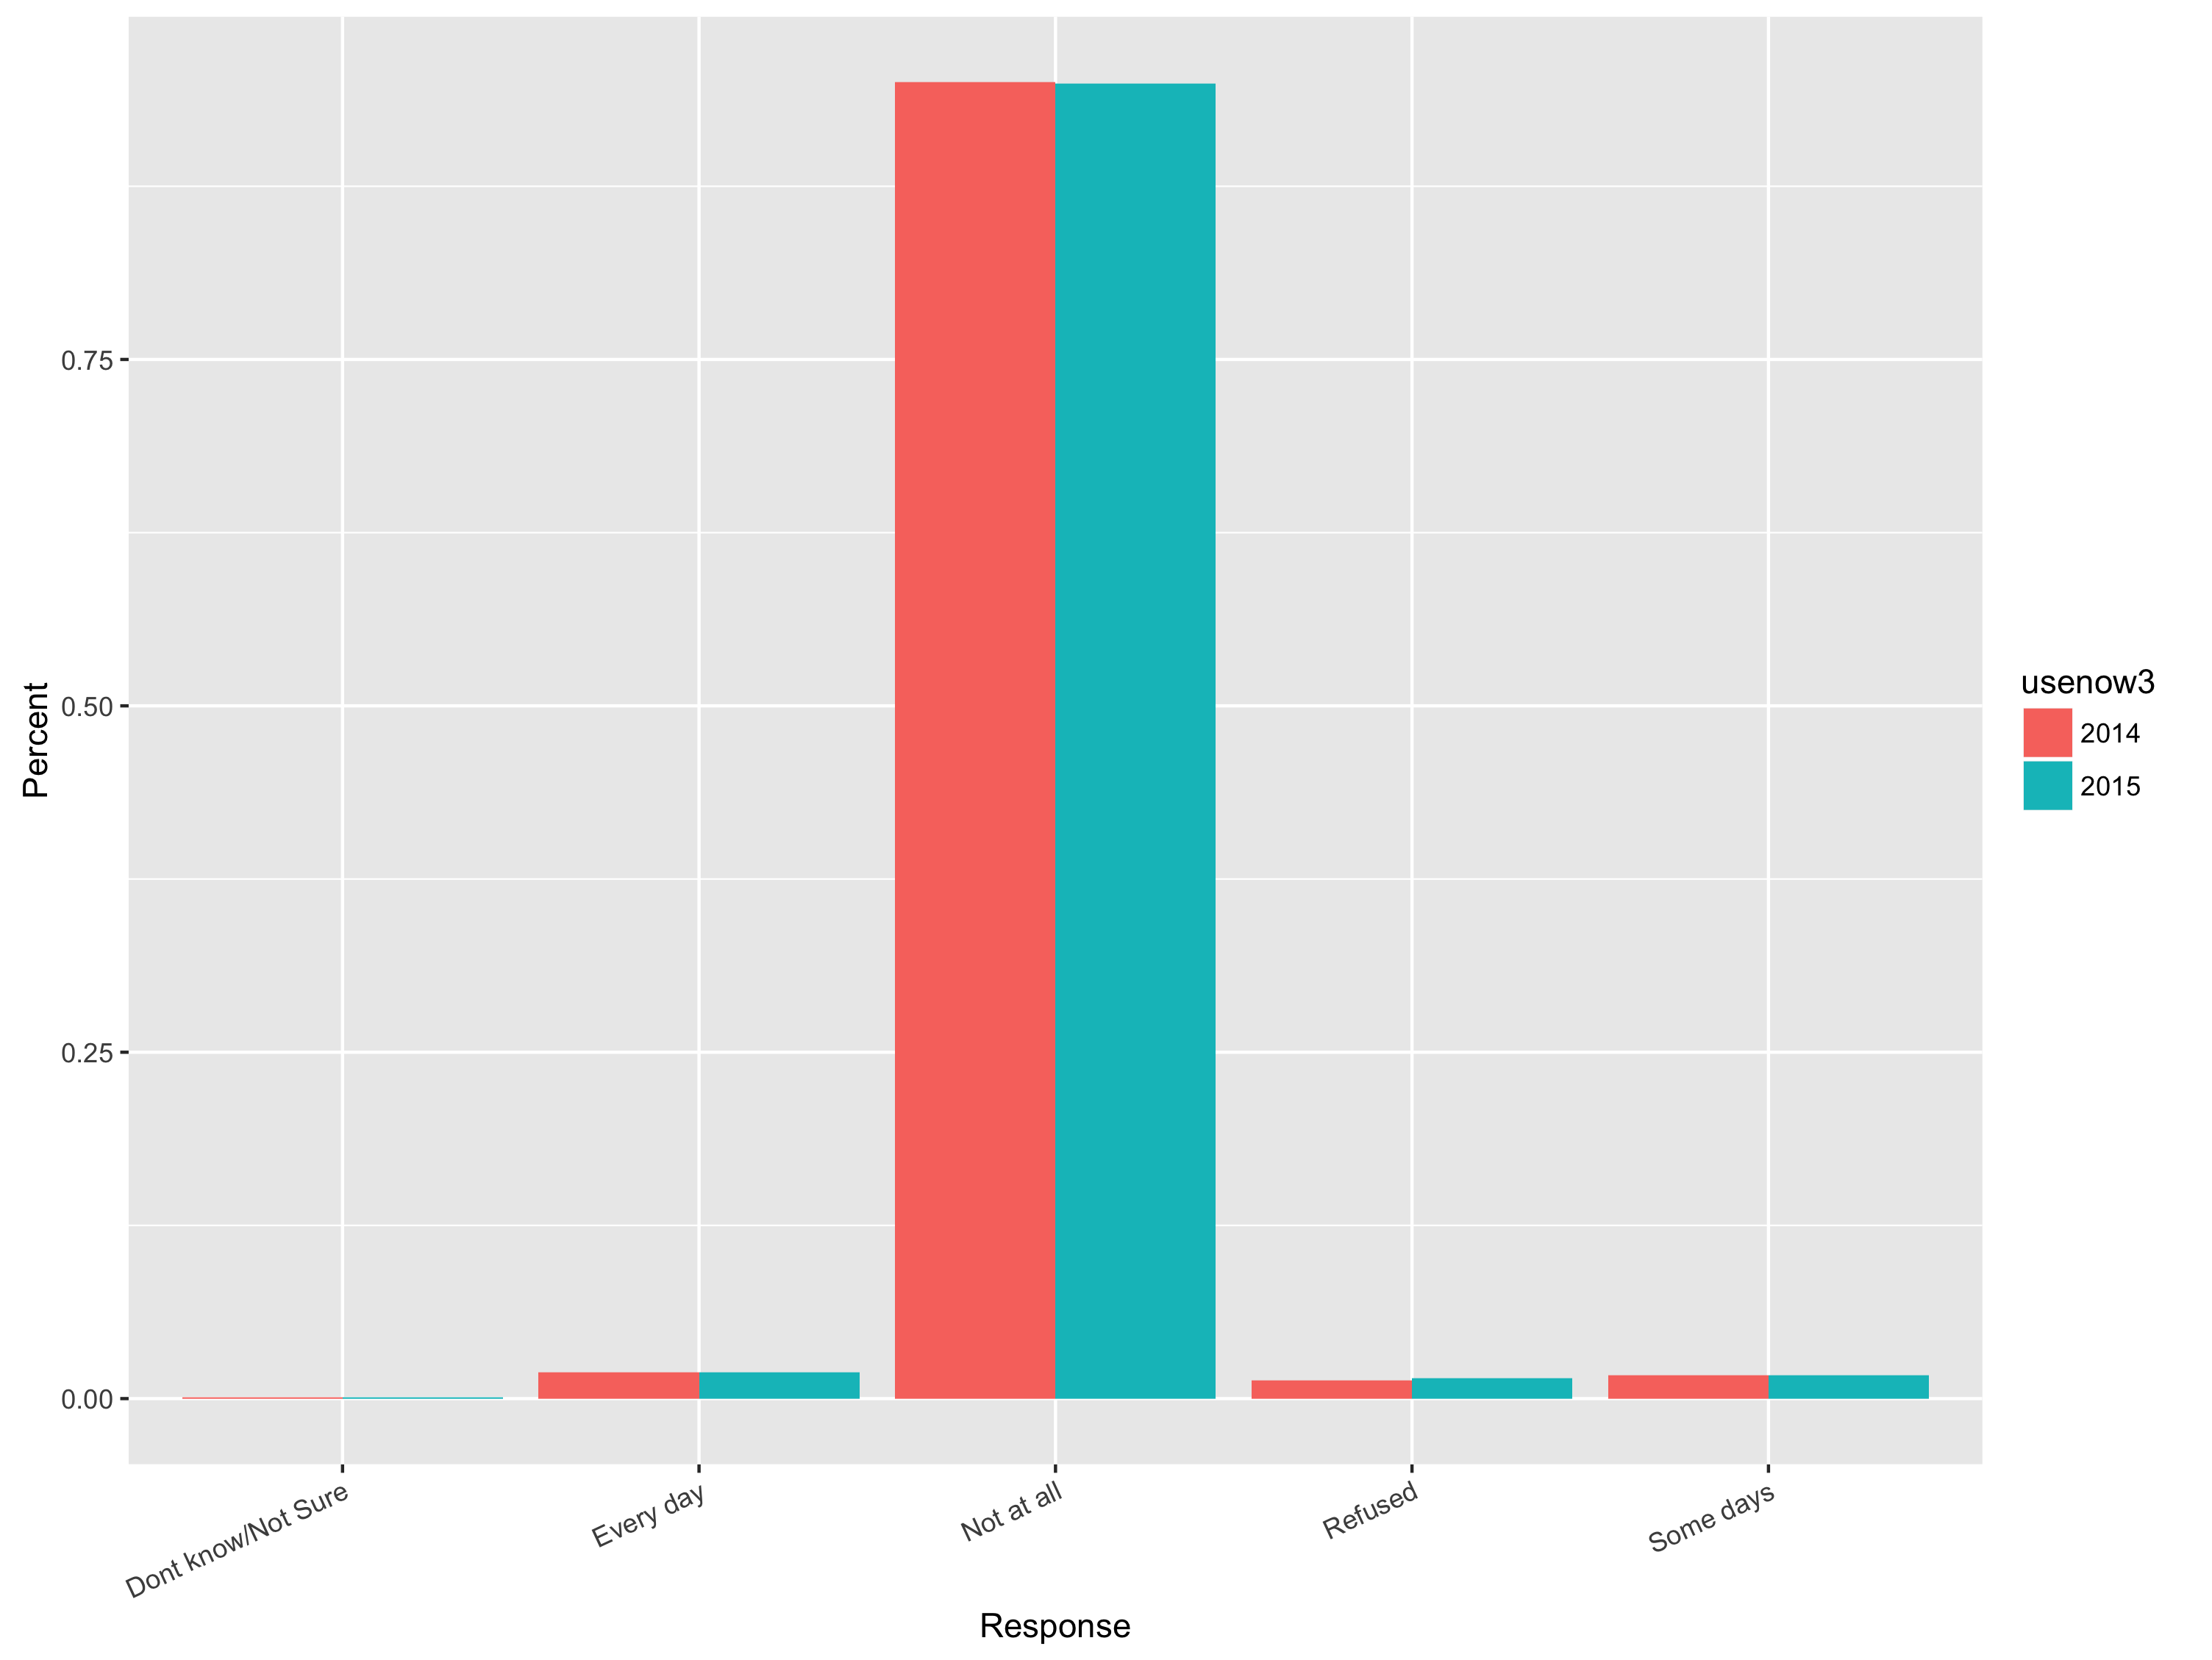 Percent
0.75
0.50
0.25
0.00
Dont know/Not Sure
Every day
Not at all
Refused
Some days
Response
usenow3
2014
2015